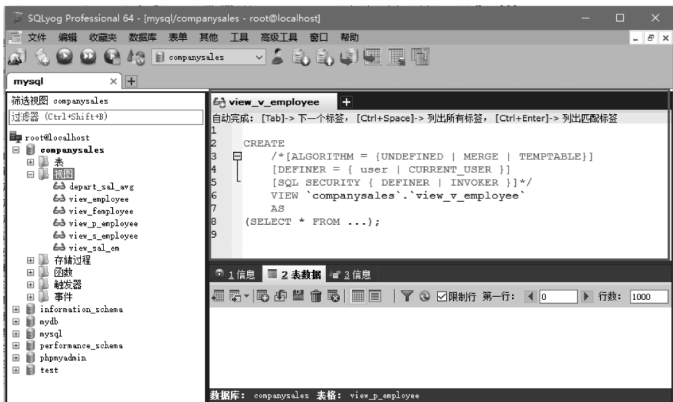 SQLyog Professional 64 - [mysql/companysales - root@localhost]
文件 编辑 收藏夹 数据库 表单 其他 工具 高级工具 窗口 帮助
companysales
mysql
筛选视图 companysales
过滤器 (Ctrl+Shift+B)
root@localhost
companysales
表
视图
depart_sal_avg
view_employee
view_femployee
view_p_employee
view_s_employee
view_sal_em
存储过程
函数
触发器
事件
information_schema
mydb
mysql
performance_schema
phpmyadmin
test
view_v_employee
自动完成: [Tab]-> 下一个标签, [Ctrl+Space]-> 列出所有标签, [Ctrl+Enter]-> 列出匹配标签
1
2 CREATE
3 /*[ALGORITHM = {UNDEFINED | MERGE | TEMPTABLE}]
4 [DEFINER = { user | CURRENT_USER }]
5 [SQL SECURITY { DEFINER | INVOKER }]*/
6 VIEW `companysales`.`view_v_employee`
7 AS
8 (SELECT * FROM ...);
9
1 信息 2 表数据 3 信息
限制行 第一行: 0 行数: 1000
数据库: companysales 表格: view_p_employee